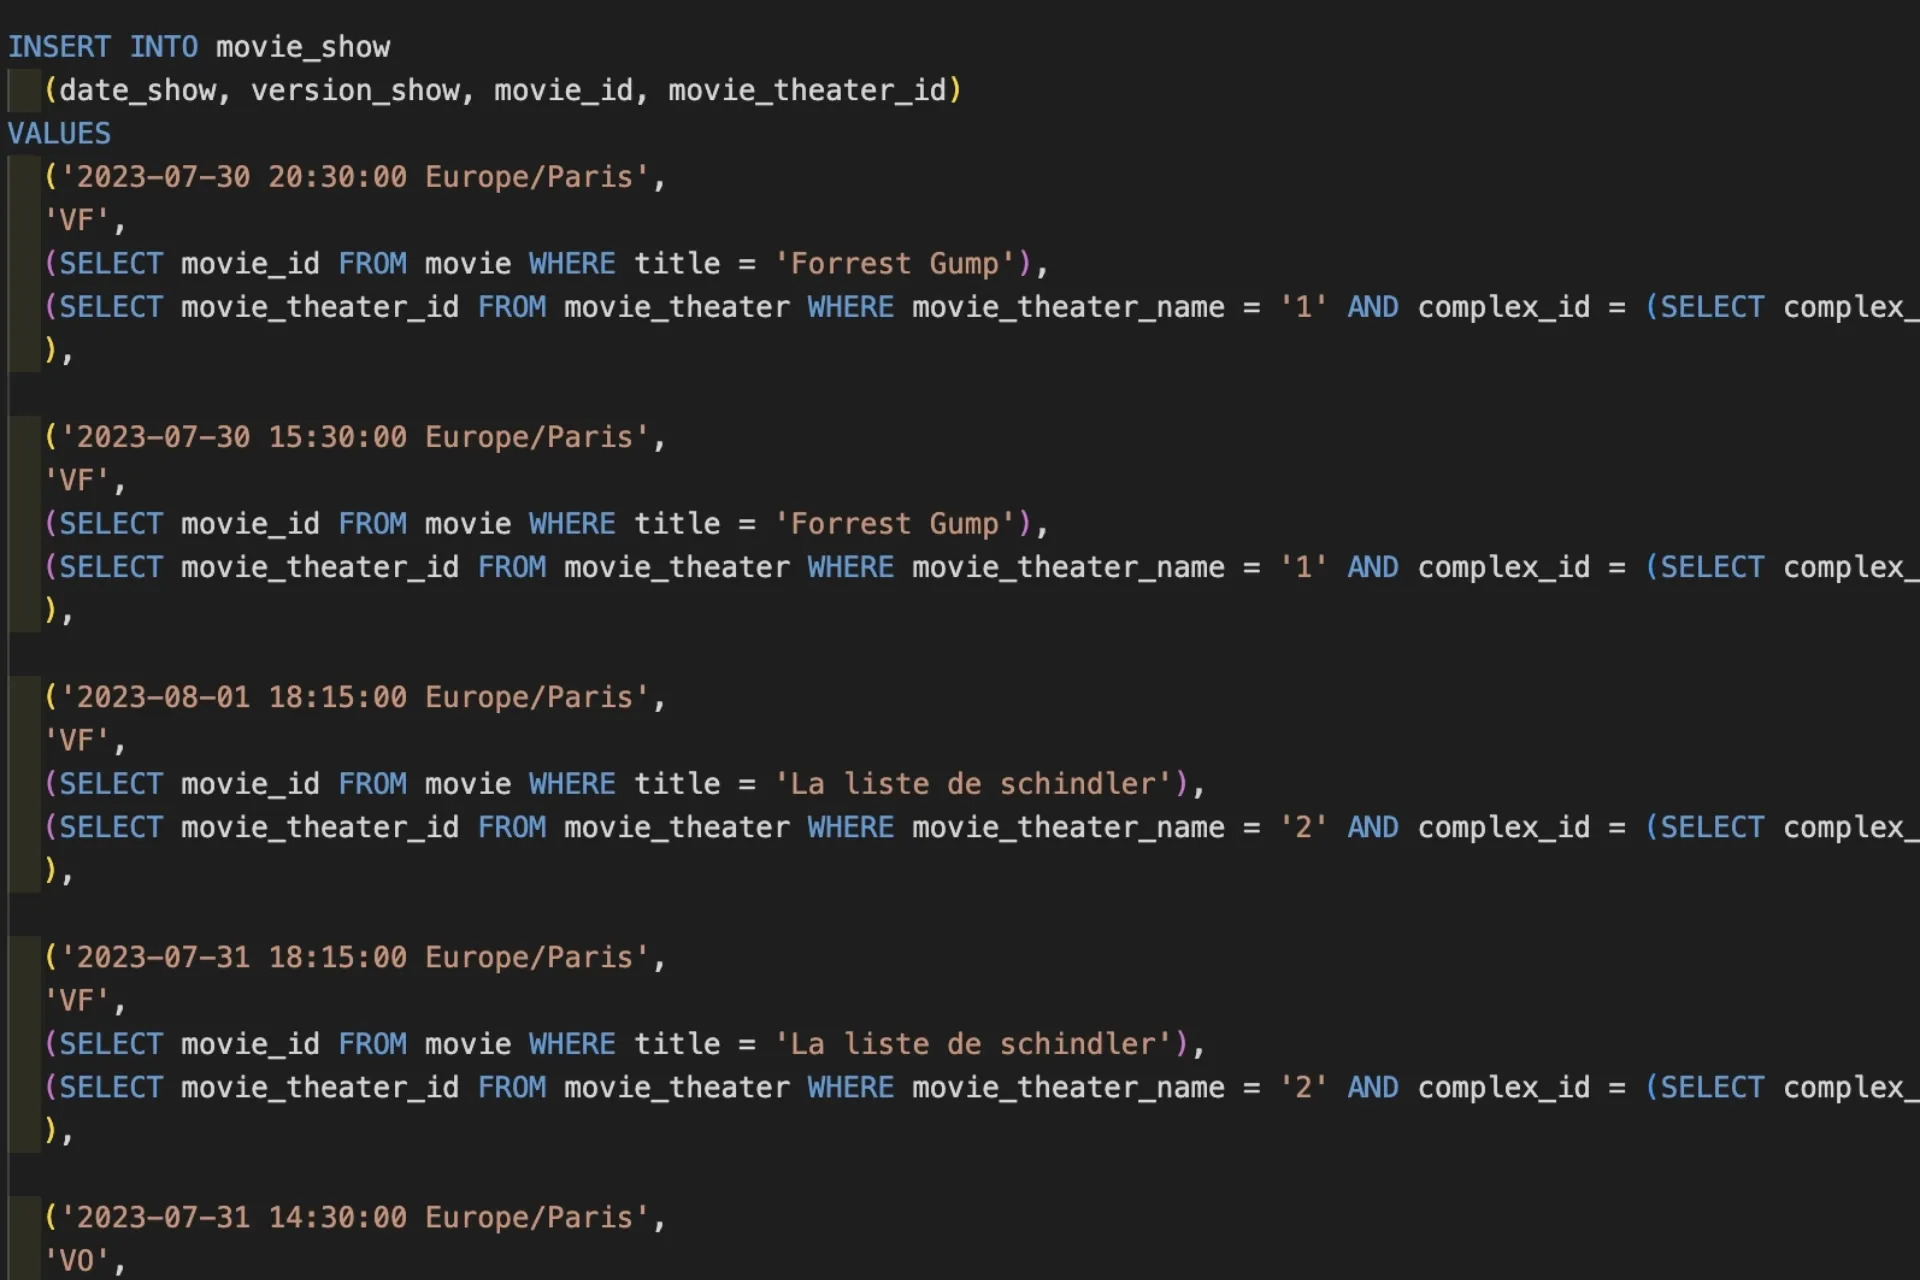 INSERT INTO movie_show
(date_show, version_show, movie_id, movie_theater_id)
VALUES
('2023-07-30 20:30:00 Europe/Paris',
'VF',
(SELECT movie_id FROM movie WHERE title = 'Forrest Gump'),
(SELECT movie_theater_id FROM movie_theater WHERE movie_theater_name = '1' AND complex_id = (SELECT complex_
),
('2023-07-30 15:30:00 Europe/Paris',
'VF',
(SELECT movie_id FROM movie WHERE title = 'Forrest Gump'),
(SELECT movie_theater_id FROM movie_theater WHERE movie_theater_name = '1' AND complex_id = (SELECT complex_
),
('2023-08-01 18:15:00 Europe/Paris',
'VF',
(SELECT movie_id FROM movie WHERE title = 'La liste de schindler'),
(SELECT movie_theater_id FROM movie_theater WHERE movie_theater_name = '2' AND complex_id = (SELECT complex_
),
('2023-07-31 18:15:00 Europe/Paris',
'VF',
(SELECT movie_id FROM movie WHERE title = 'La liste de schindler'),
(SELECT movie_theater_id FROM movie_theater WHERE movie_theater_name = '2' AND complex_id = (SELECT complex_
),
('2023-07-31 14:30:00 Europe/Paris',
'VO',